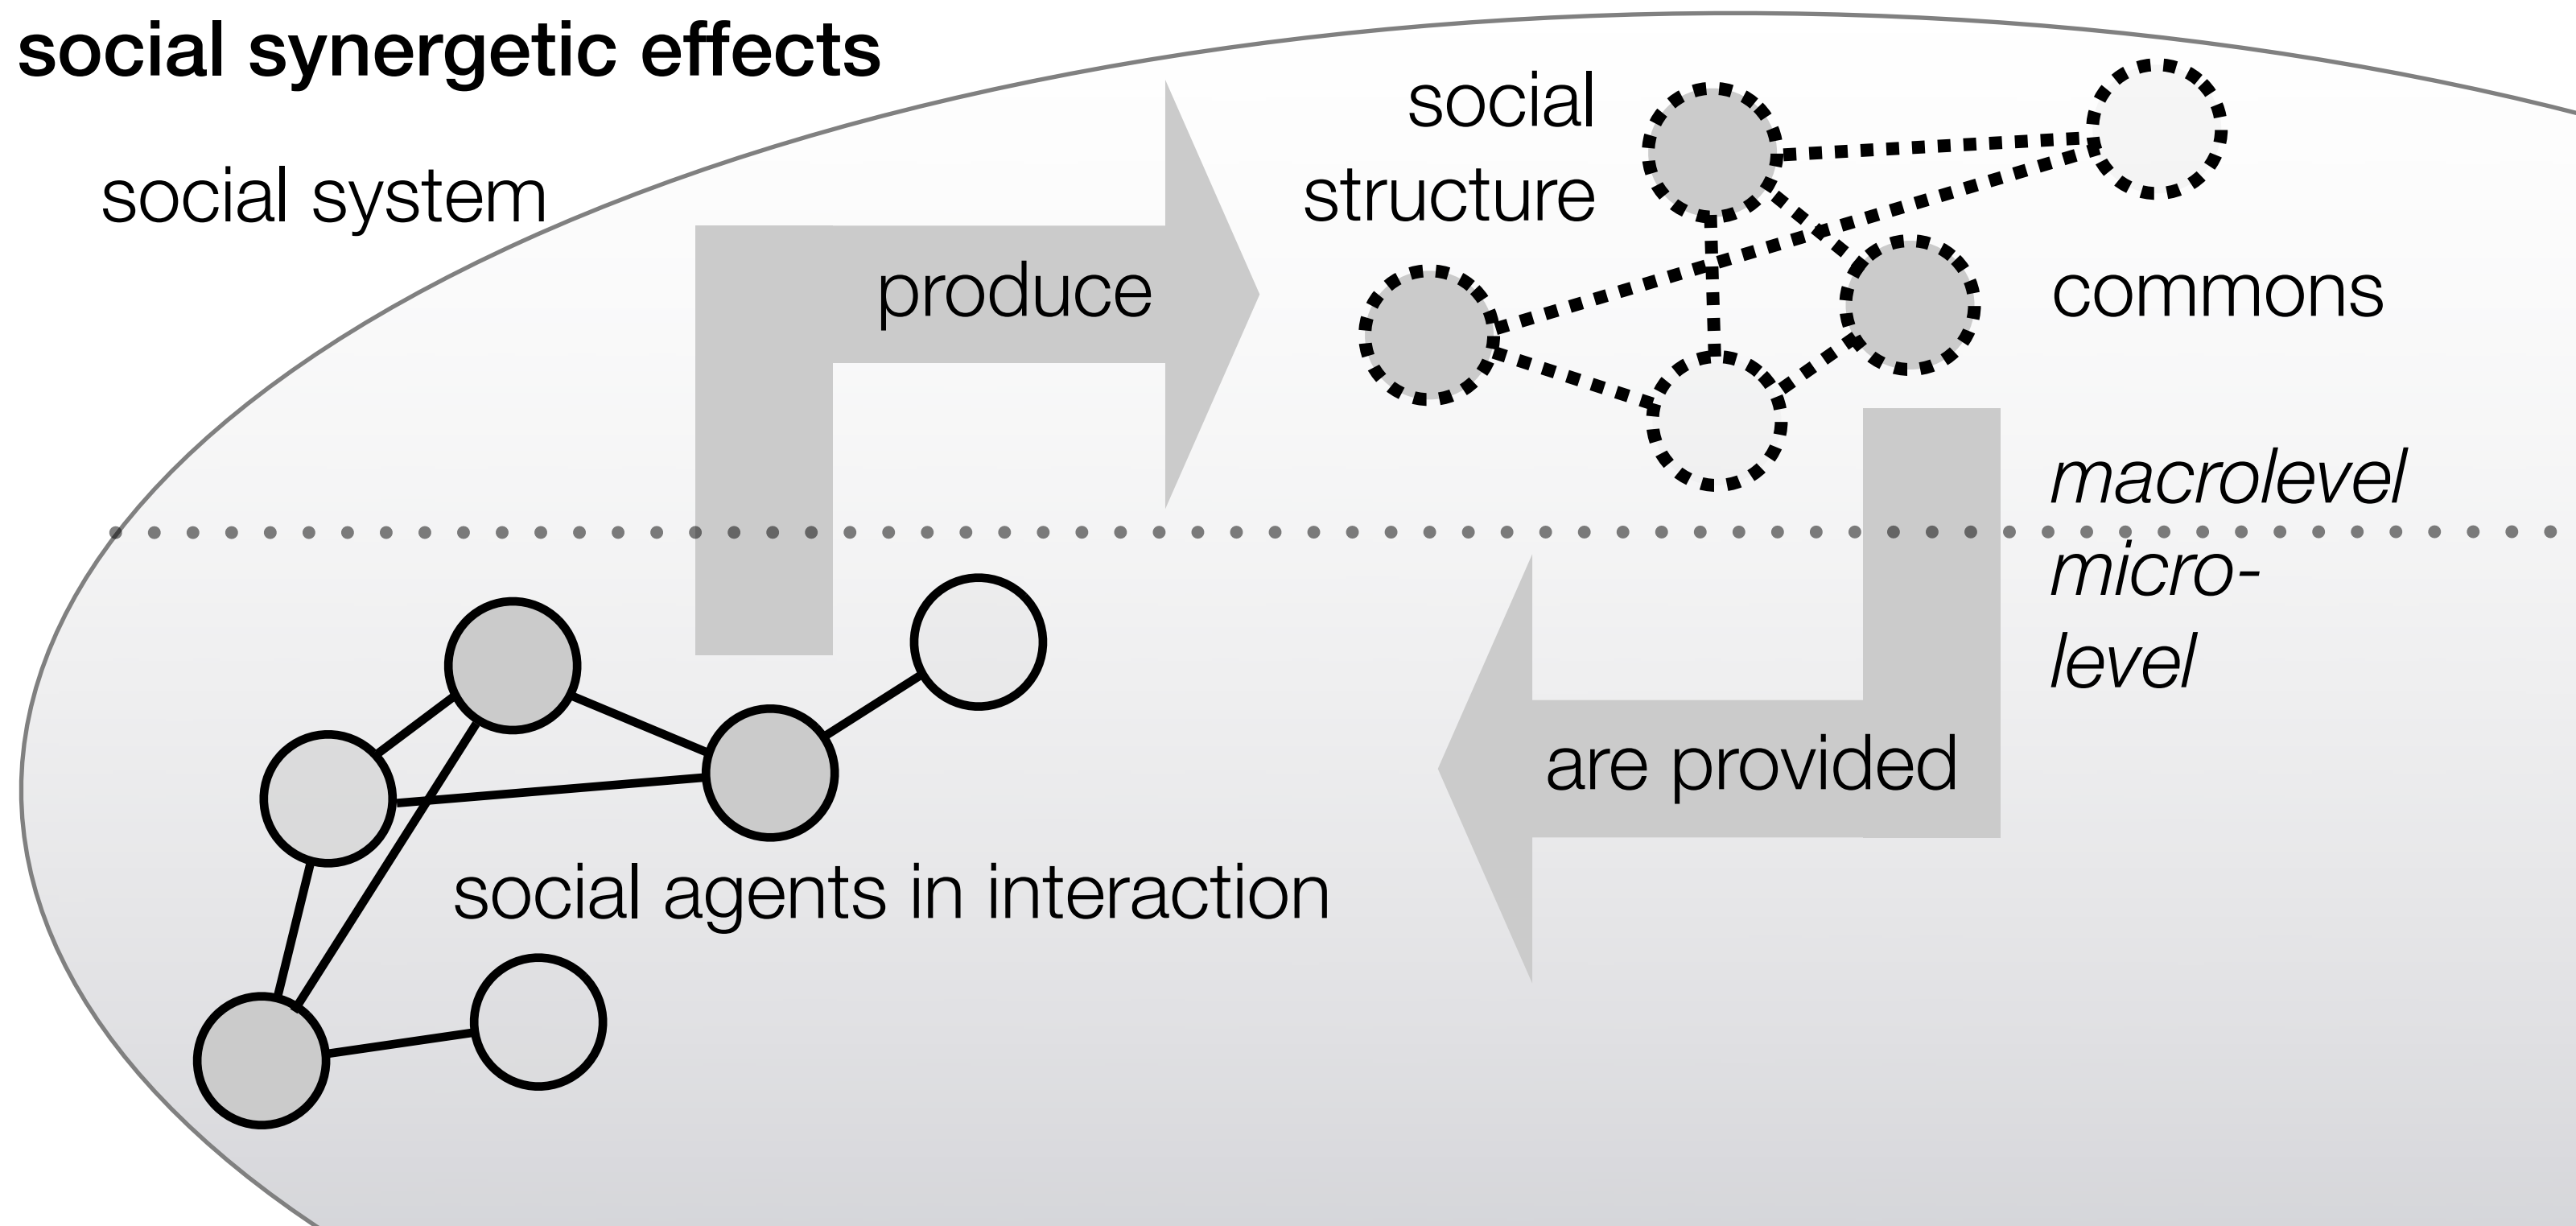 social synergetic effects
social system
produce
social
structure
commons
macrolevel
micro-
level
are provided
social agents in interaction